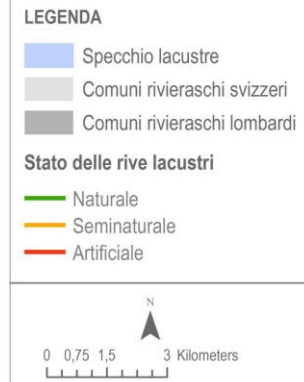 LEGENDA
Specchio lacustre
Comuni rivieraschi svizzeri
Comuni rivieraschi lombardi
Stato delle rive lacustri
Naturale
Seminaturale
Artificiale
N
0 0,75 1,5 3 Kilometers